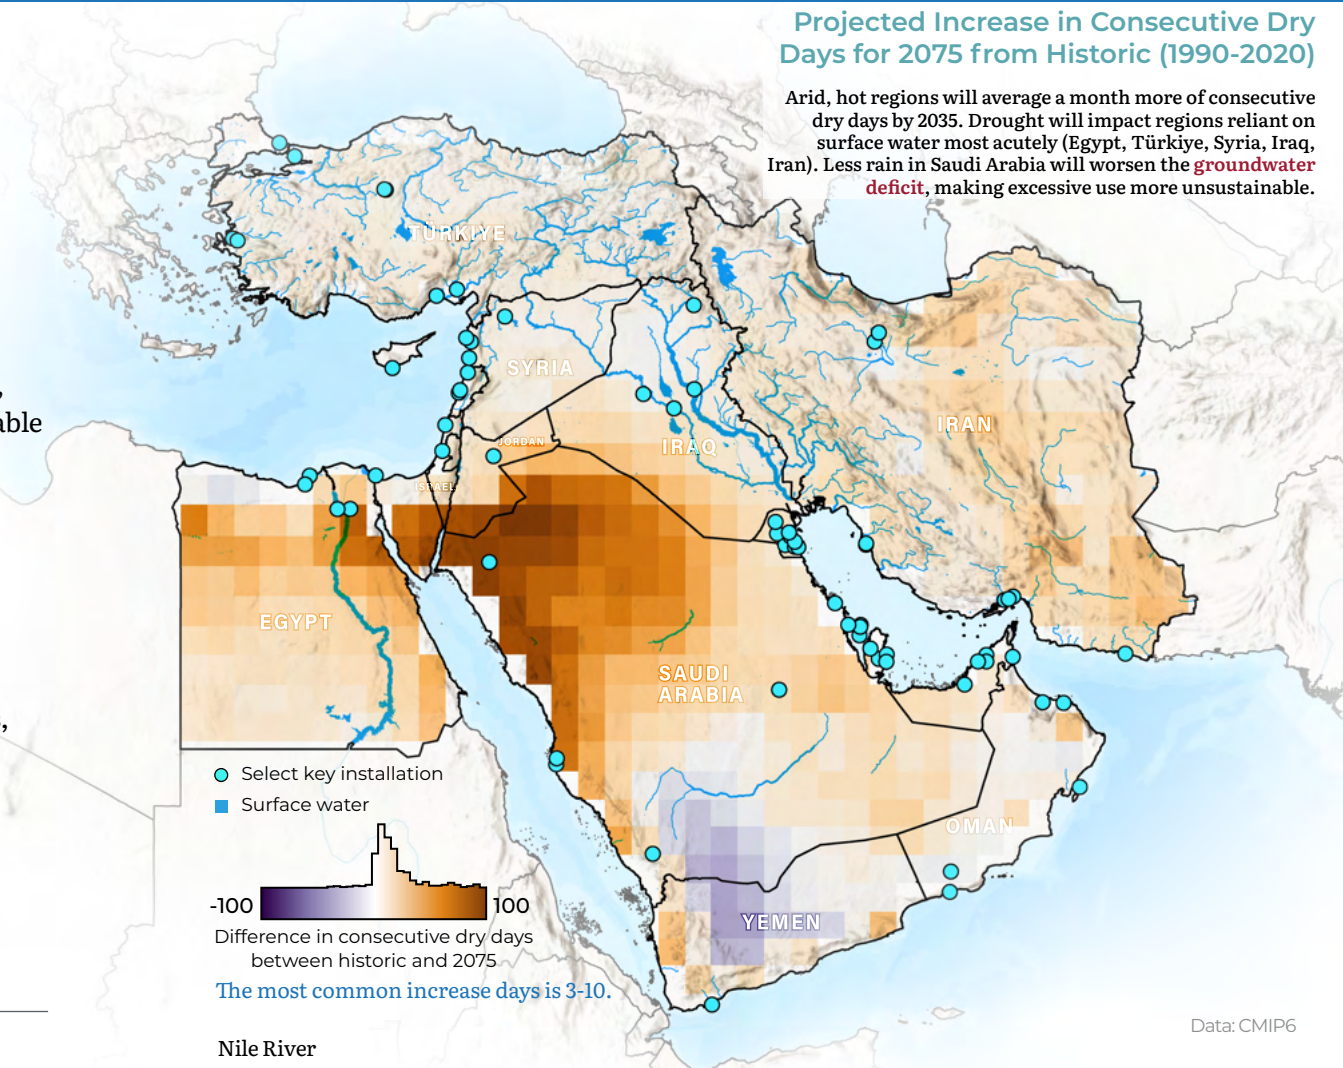 Projected Increase in Consecutive Dry
Days for 2075 from Historic (1990-2020)
Arid, hot regions will average a month more of consecutive
dry days by 2035. Drought will impact regions reliant on
surface water most acutely (Egypt, Türkiye, Syria, Iraq,
Iran). Less rain in Saudi Arabia will worsen the groundwater
deficit, making excessive use more unsustainable.
TÜRKIYE
SYRIA
able
IRAN
JORDAN
IRAQ
ISRAEL
EGYPT
SAUDI
ARABIA
OMAN
YEMEN
Select key installation
Surface water
-100 100
Difference in consecutive dry days
between historic and 2075
The most common increase days is 3-10.
Data: CMIP6
Nile River